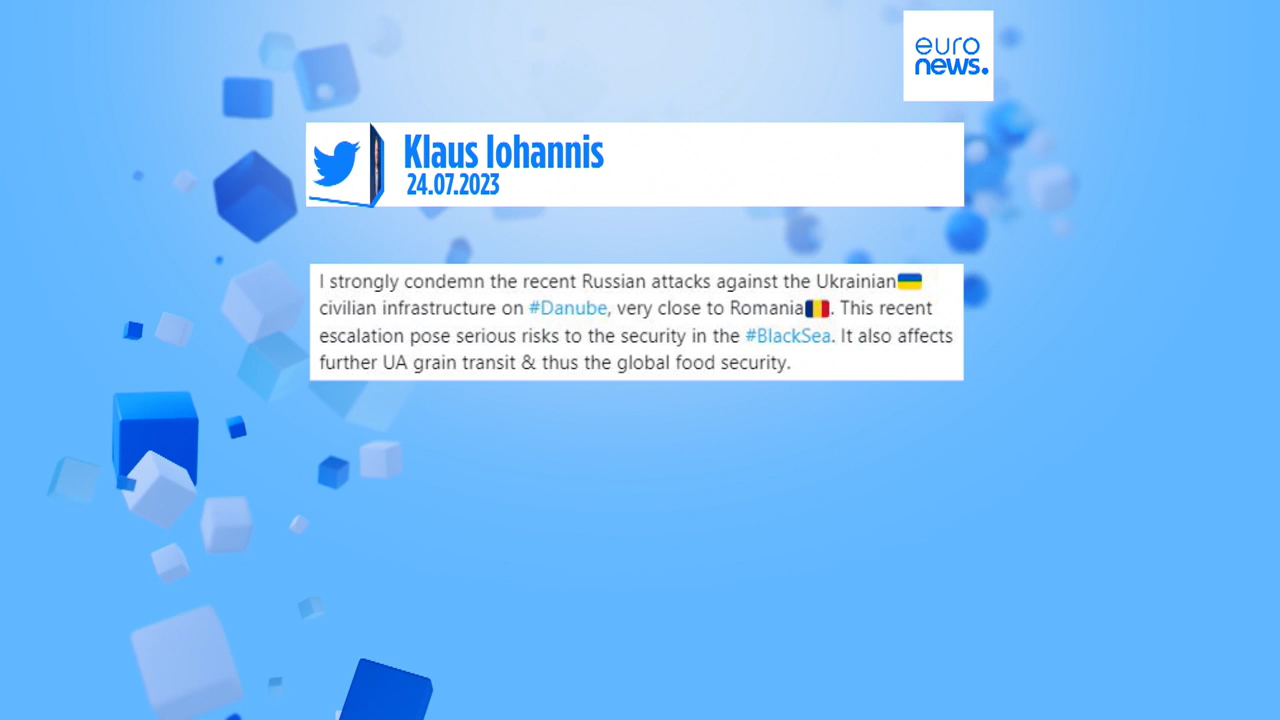 euro
news.
Klaus Iohannis
24.07.2023
I strongly condemn the recent Russian attacks against the Ukrainian🇺🇦
civilian infrastructure on #Danube, very close to Romania🇷🇴. This recent
escalation pose serious risks to the security in the #BlackSea. It also affects
further UA grain transit & thus the global food security.